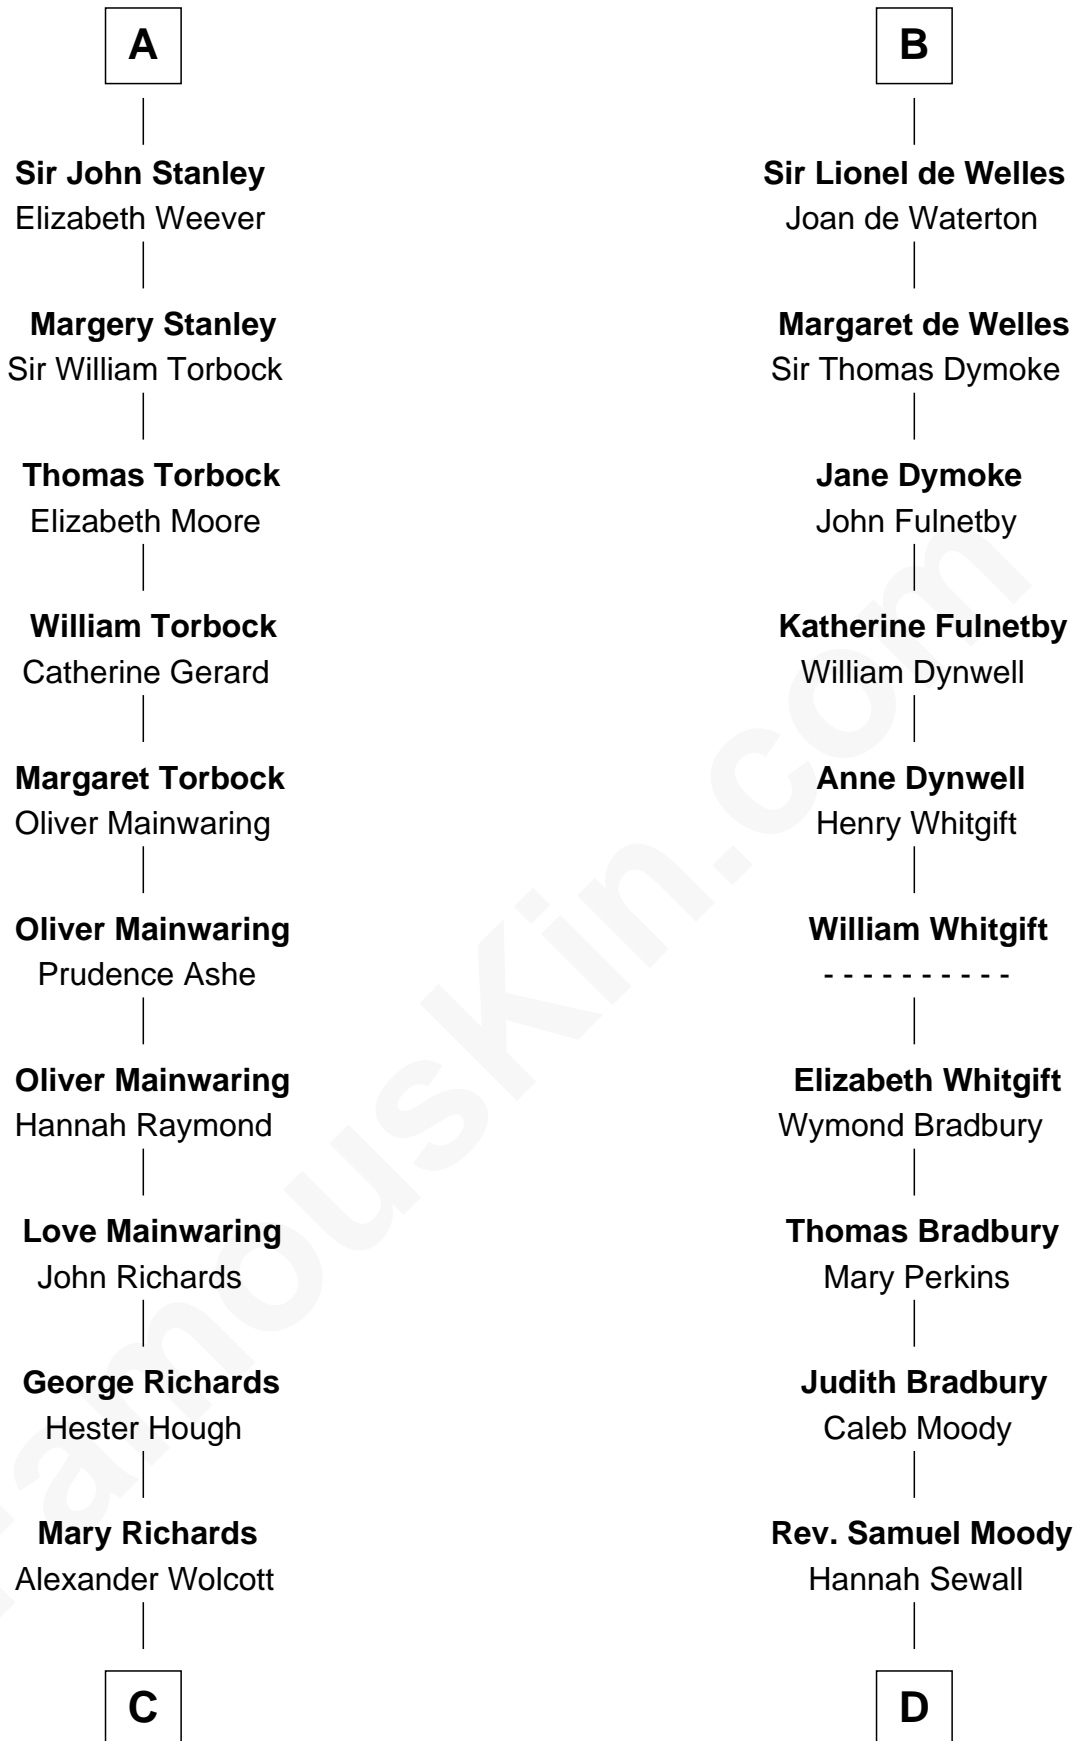 A
Sir John Stanley
Elizabeth Weever
Margery Stanley
Sir William Torbock
Thomas Torbock
Elizabeth Moore
William Torbock
Catherine Gerard
Margaret Torbock
Oliver Mainwaring
Oliver Mainwaring
Prudence Ashe
Oliver Mainwaring
Hannah Raymond
Love Mainwaring
John Richards
George Richards
Hester Hough
Mary Richards
Alexander Wolcott
C
B
Sir Lionel de Welles
Joan de Waterton
Margaret de Welles
Sir Thomas Dymoke
Jane Dymoke
John Fulnetby
Katherine Fulnetby
William Dynwell
Anne Dynwell
Henry Whitgift
William Whitgift
- - - - - - - - - -
Elizabeth Whitgift
Wymond Bradbury
Thomas Bradbury
Mary Perkins
Judith Bradbury
Caleb Moody
Rev. Samuel Moody
Hannah Sewall
D
FamousKin.com